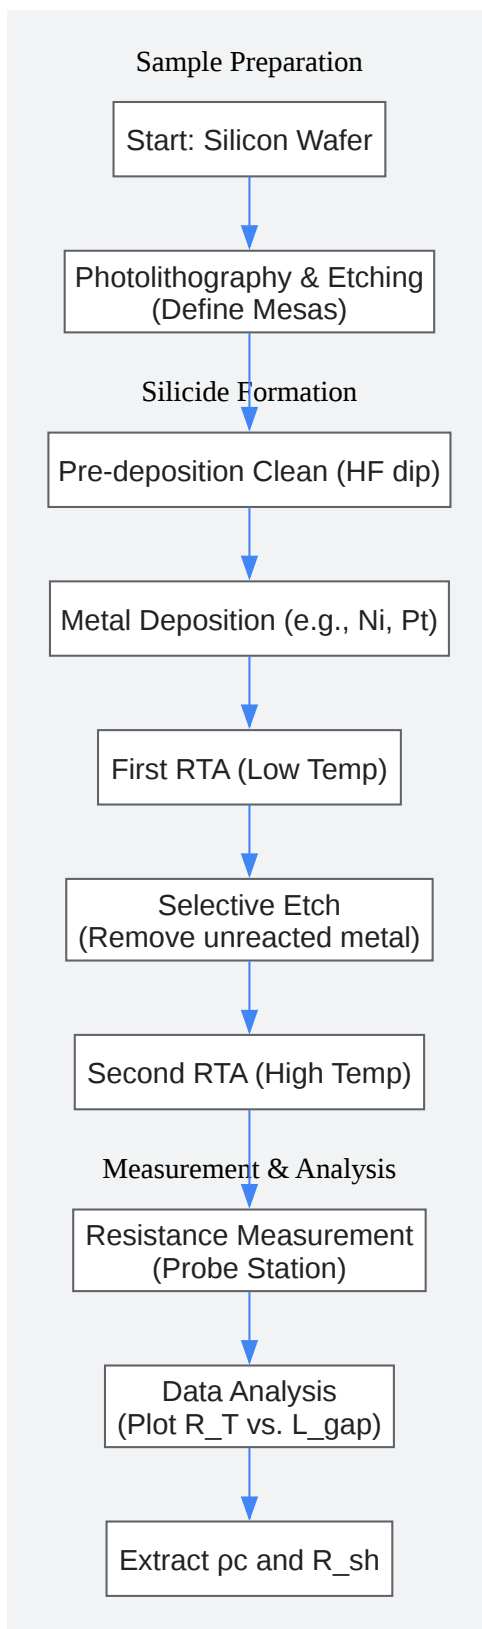 Sample Preparation
Start: Silicon Wafer
Photolithography & Etching
(Define Mesas)
Silicide Formation
Pre-deposition Clean (HF dip)
Metal Deposition (e.g., Ni, Pt)
First RTA (Low Temp)
Selective Etch
(Remove unreacted metal)
Second RTA (High Temp)
Measurement & Analysis
Resistance Measurement
(Probe Station)
Data Analysis
(Plot R_T vs. L_gap)
Extract ρc and R_sh